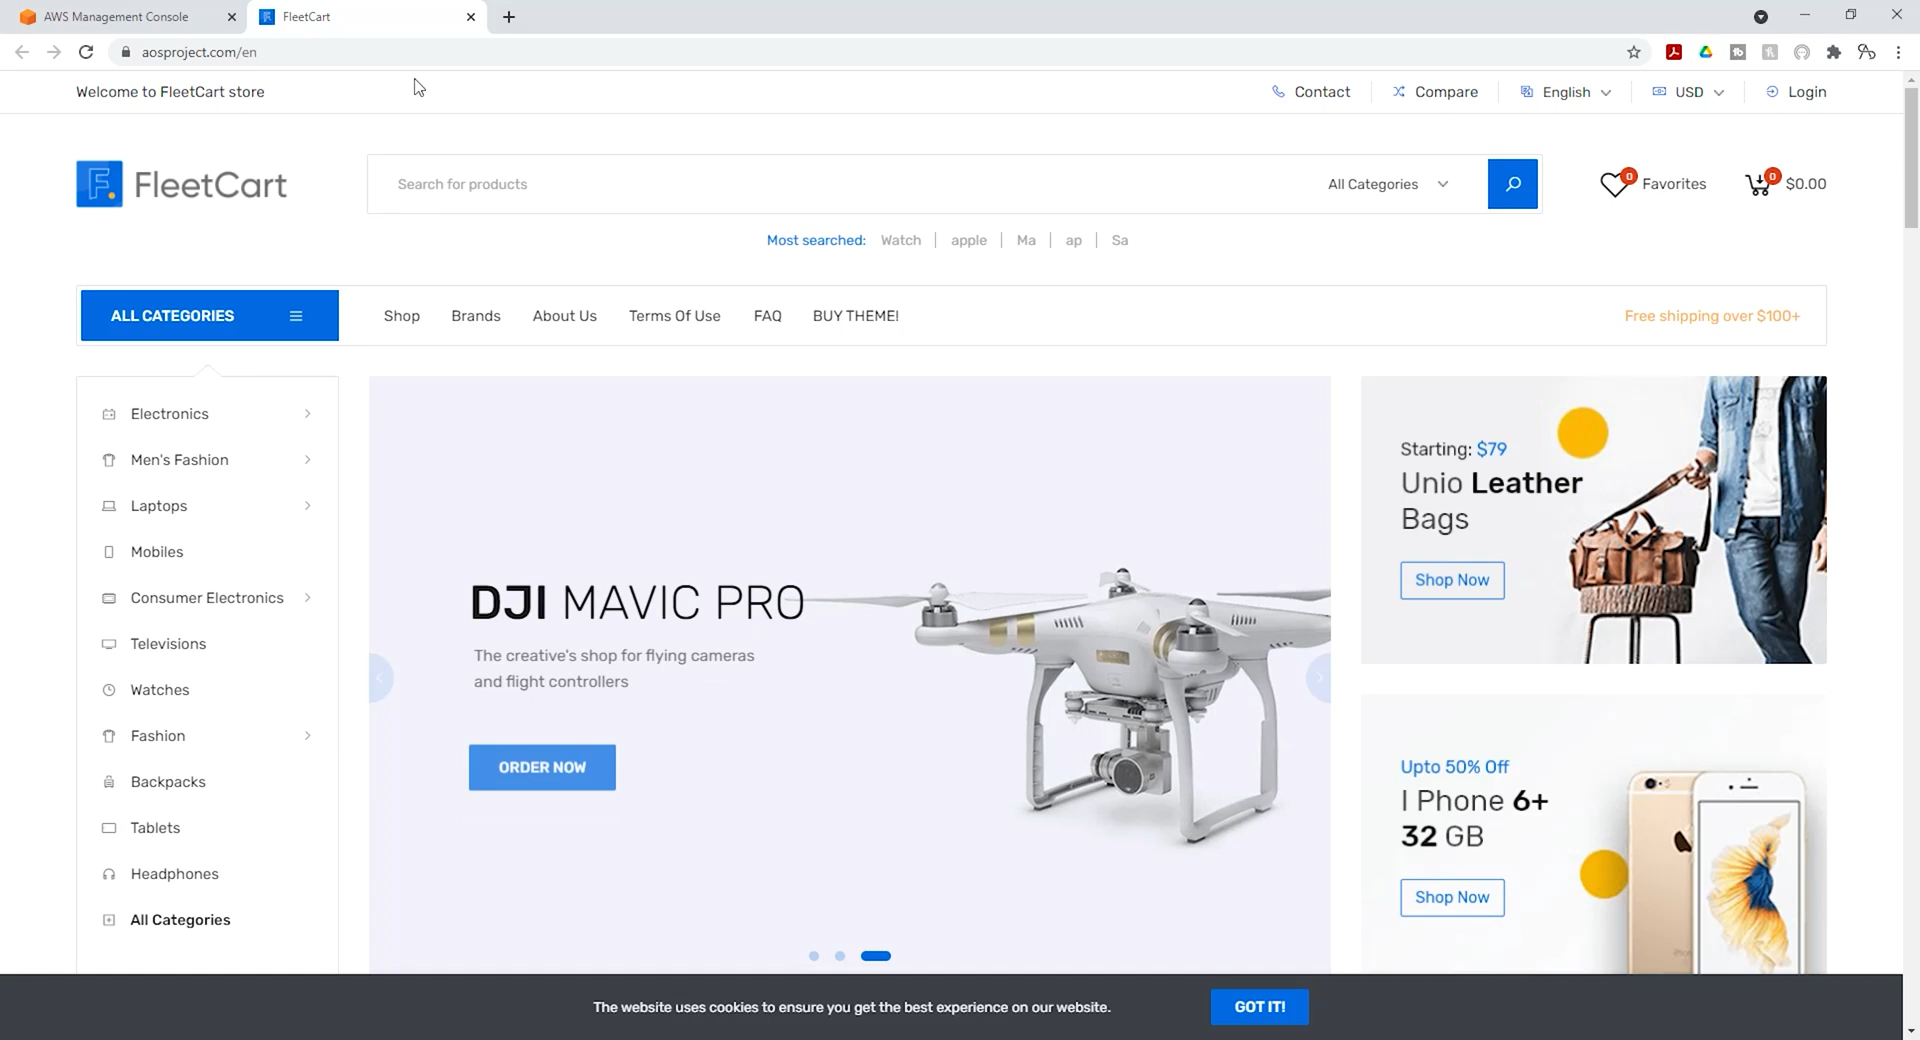 AWS Management Console
FleetCart
aosproject.com/en
Welcome to FleetCart store
Contact
Compare
English
USD
Login
F
FleetCart
Search for products
All Categories
0
Favorites
0
$0.00
Most searched:
Watch
apple
Ma
ap
Sa
ALL CATEGORIES
Shop
Brands
About Us
Terms Of Use
FAQ
BUY THEME!
Free shipping over $100+
Electronics
Men's Fashion
Laptops
Mobiles
Consumer Electronics
Televisions
Watches
Fashion
Backpacks
Tablets
Headphones
All Categories
DJI MAVIC PRO
The creative's shop for flying cameras
and flight controllers
ORDER NOW
Starting: $79
Unio Leather
Bags
Shop Now
Upto 50% Off
I Phone 6+
32 GB
Shop Now
The website uses cookies to ensure you get the best experience on our website.
GOT IT!